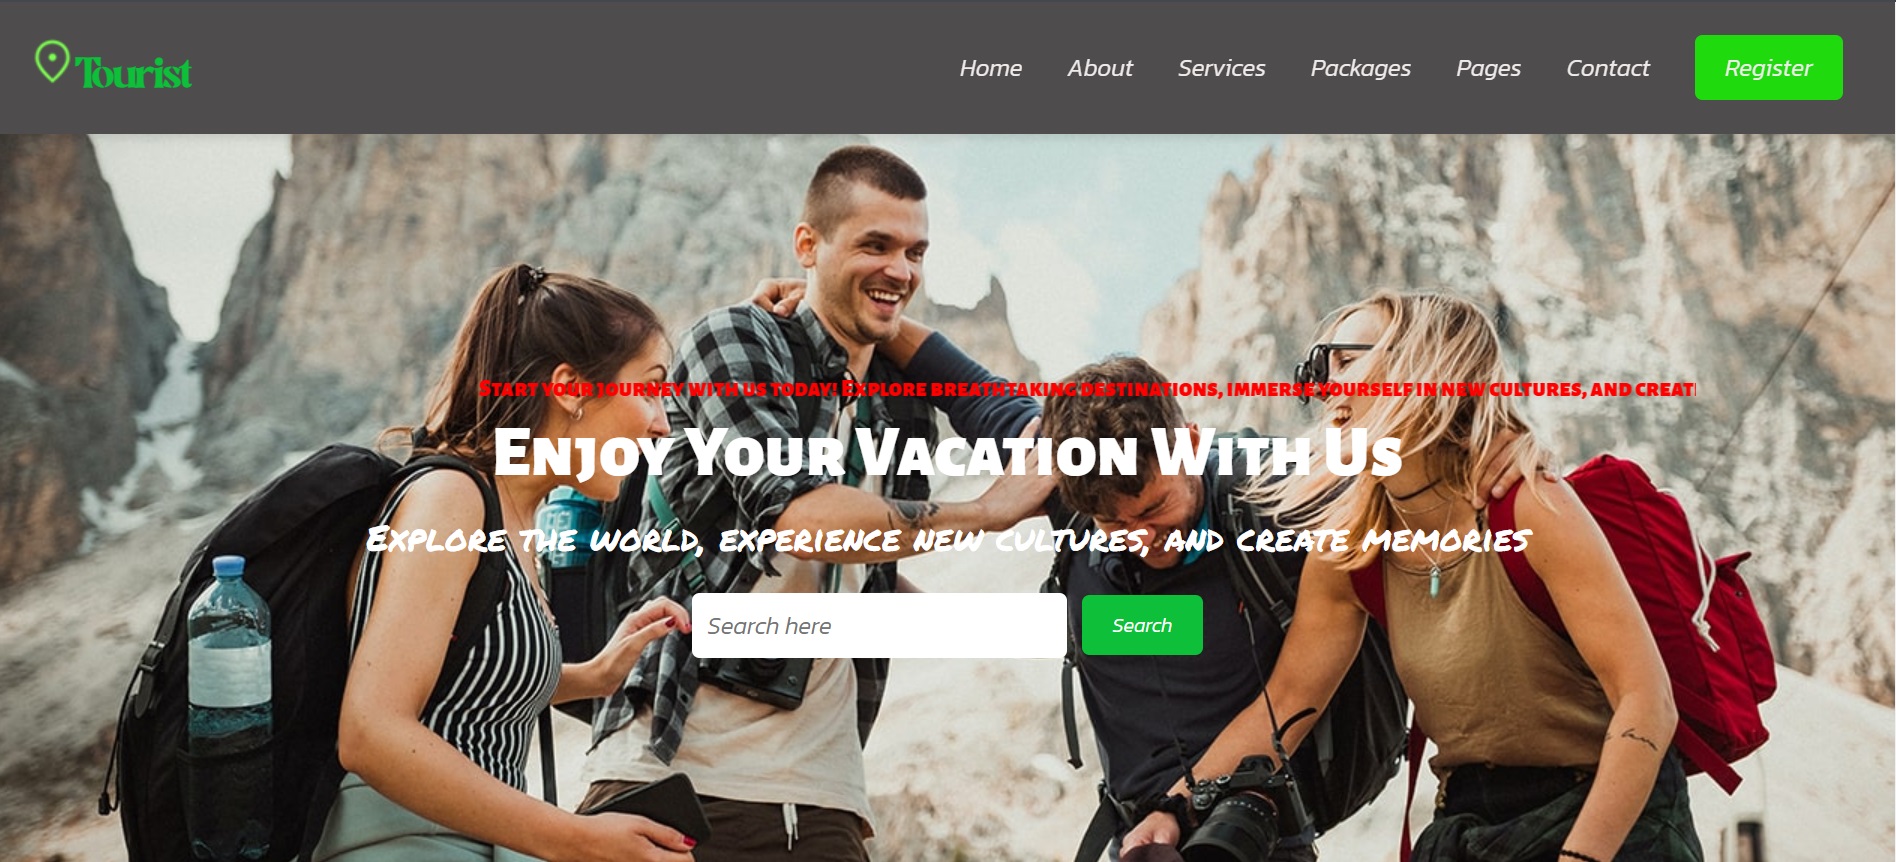 Tourist
Home About Services Packages Pages Contact Register
Start your journey with us today! Explore breathtaking destinations, immerse yourself in new cultures, and creat
Enjoy Your Vacation With Us
Explore the world, experience new cultures, and create memories
Search here Search